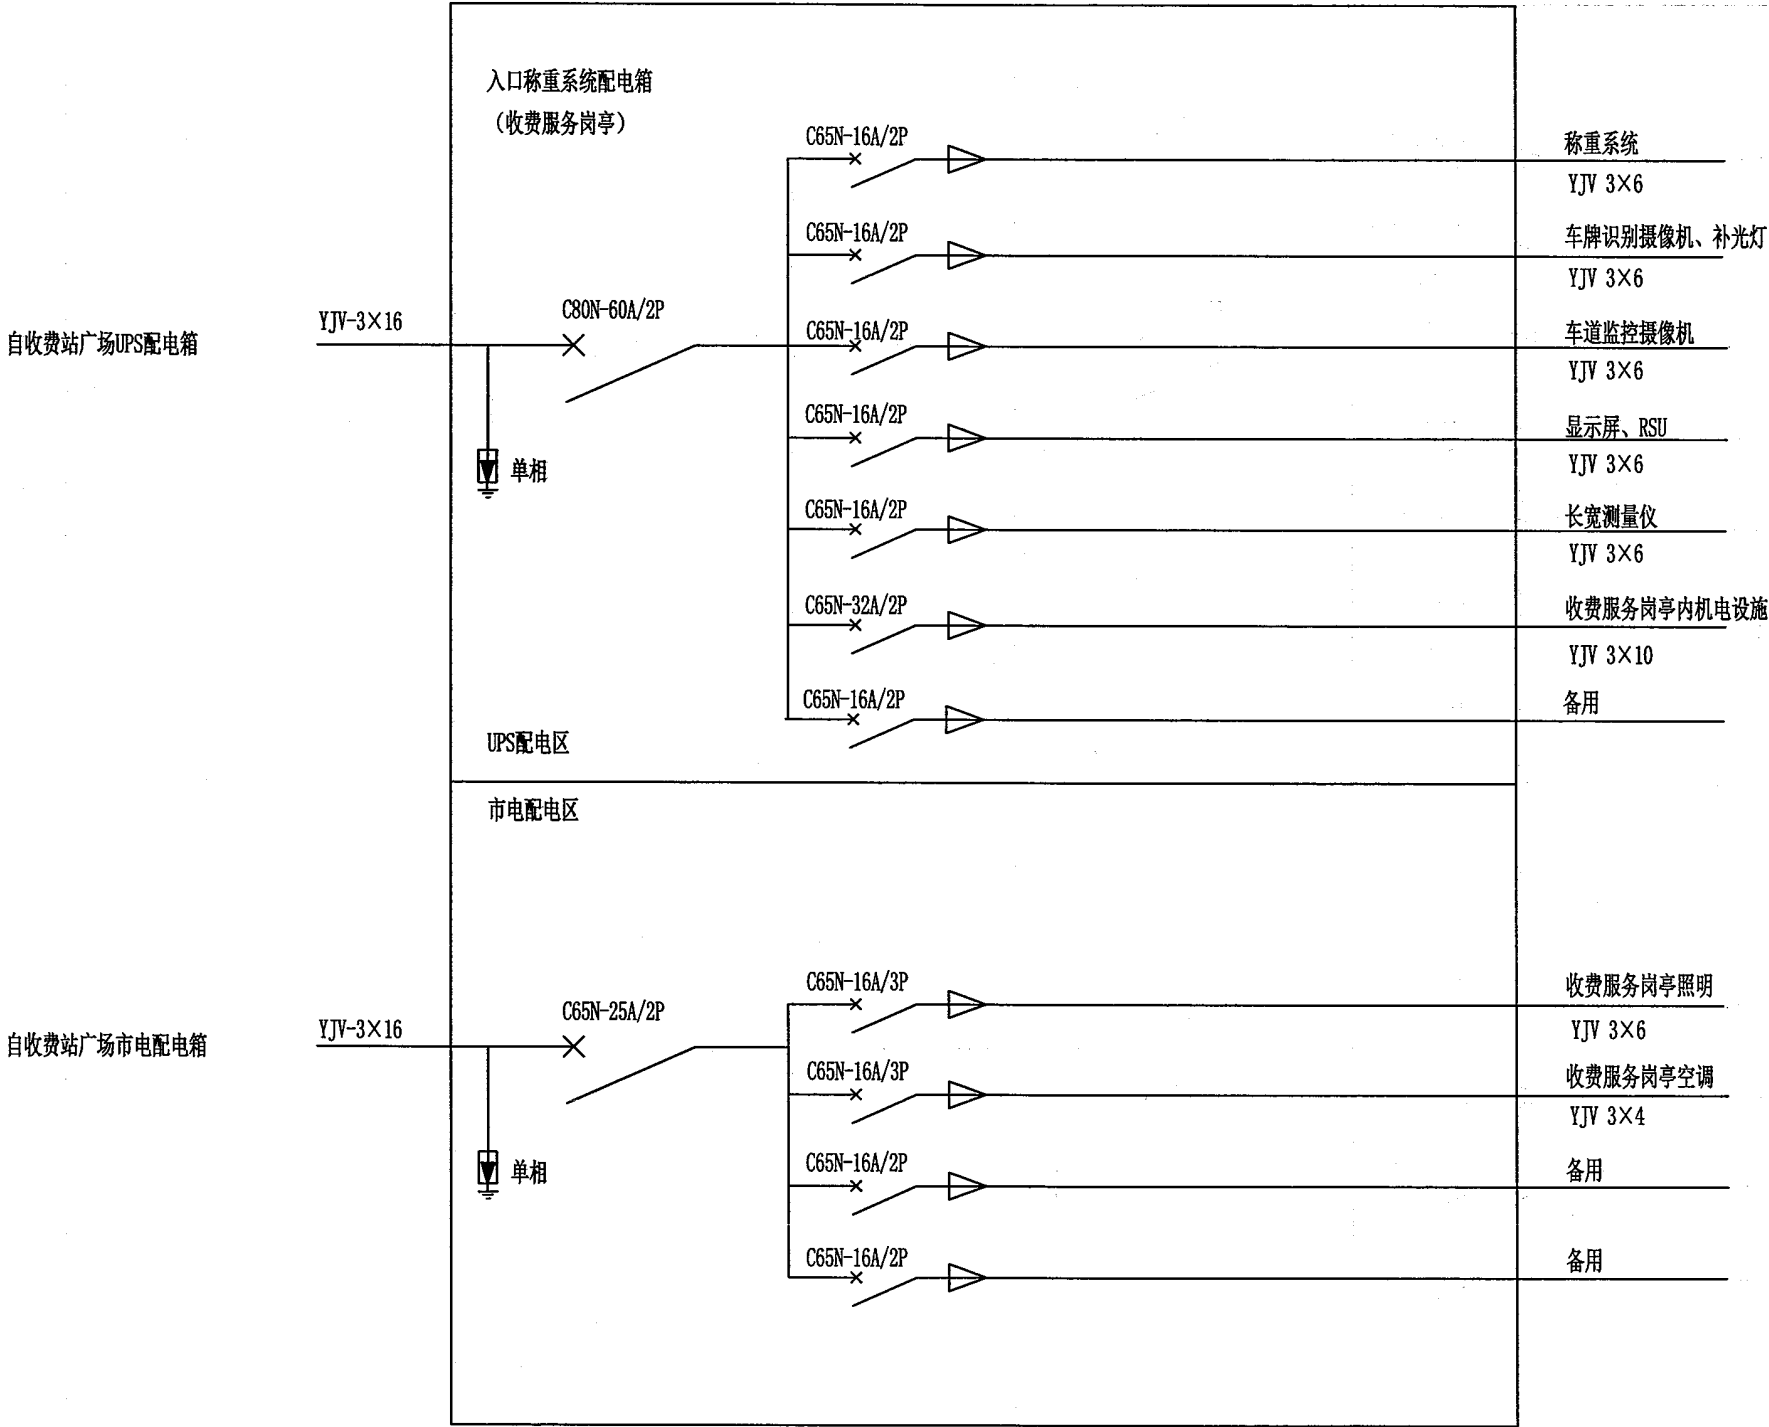 入口称重系统配电箱
（收费服务岗亭）
C65N-16A/2P
称重系统
YJV 3×6
C65N-16A/2P
车牌识别摄像机、补光灯
YJV 3×6
自收费站广场UPS配电箱
YJV-3×16
C80N-60A/2P
C65N-16A/2P
车道监控摄像机
YJV 3×6
单相
C65N-16A/2P
显示屏、RSU
YJV 3×6
C65N-16A/2P
长宽测量仪
YJV 3×6
C65N-32A/2P
收费服务岗亭内机电设施
YJV 3×10
C65N-16A/2P
备用
UPS配电区
市电配电区
自收费站广场市电配电箱
YJV-3×16
C65N-25A/2P
C65N-16A/3P
收费服务岗亭照明
YJV 3×6
C65N-16A/3P
收费服务岗亭空调
YJV 3×4
单相
C65N-16A/2P
备用
C65N-16A/2P
备用